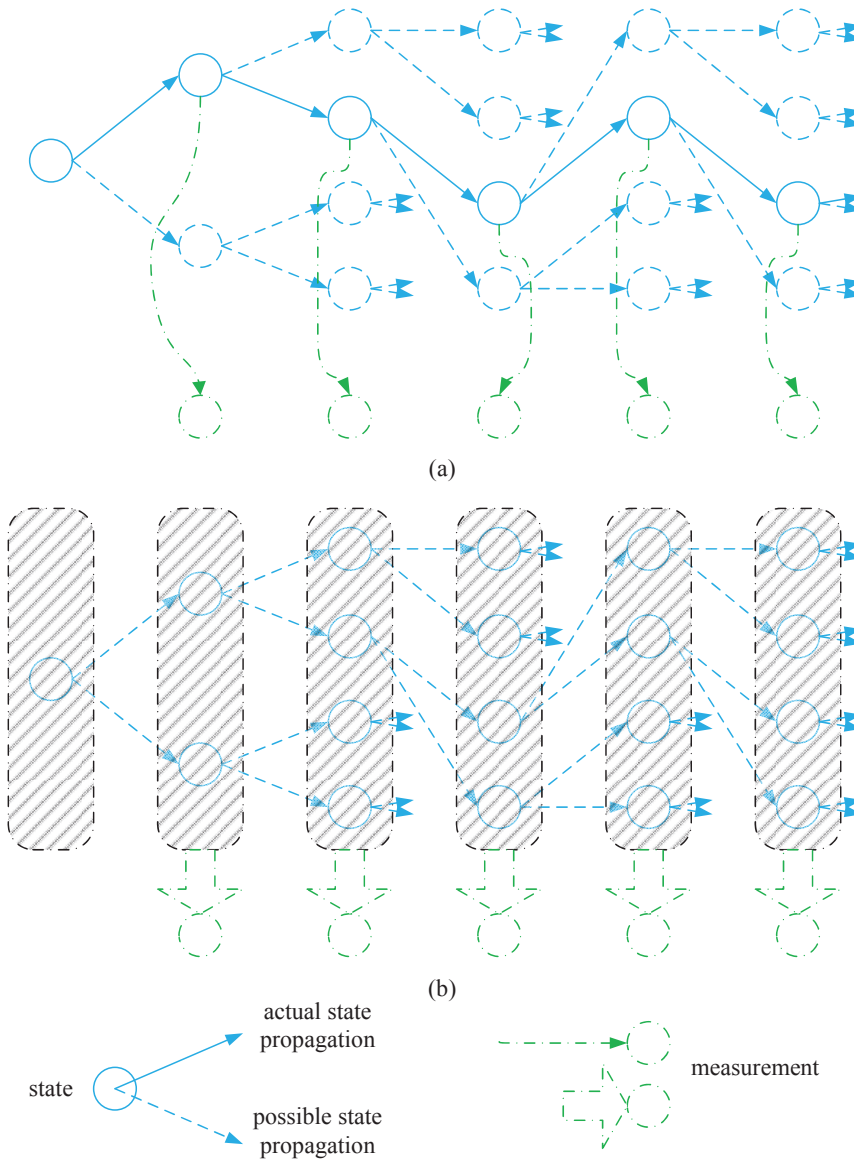 (a)
(b)
actual state
propagation
state
possible state
propagation
measurement